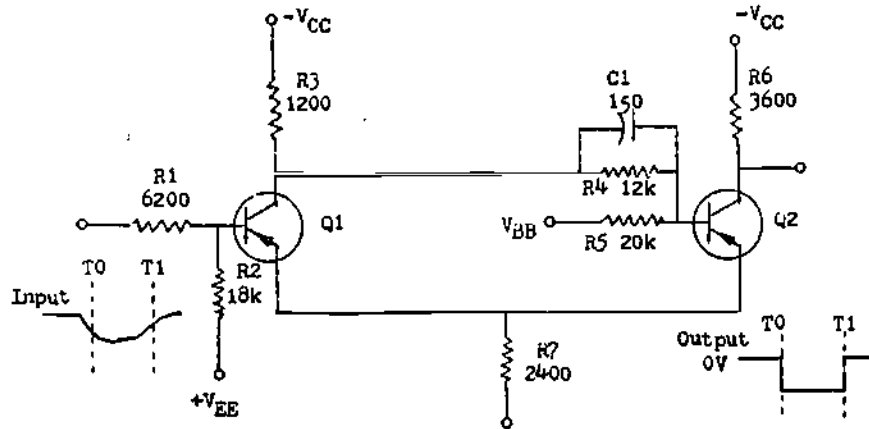 -VCC
-VCC
R3
1200
C1
150
R6
3600
R1
6200
R4 12k
Q1
VBB
R5 20k
Q2
R2
18k
T0 T1
Input
+VEE
R7
2400
T0 T1
Output
0V